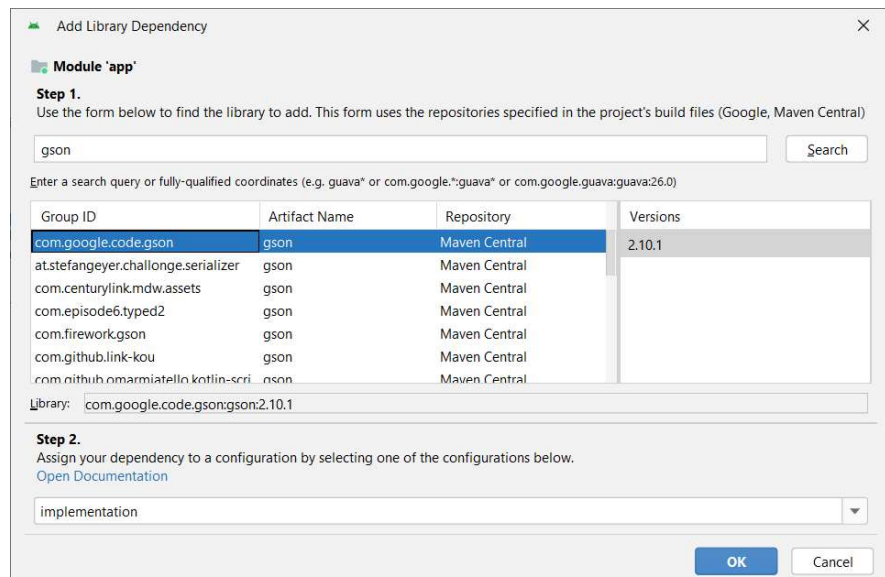 Add Library Dependency
Module 'app'
Step 1.
Use the form below to find the library to add. This form uses the repositories specified in the project's build files (Google, Maven Central)
gson Search
Enter a search query or fully-qualified coordinates (e.g. guava* or com.google.*:guava* or com.google.guava:guava:26.0)
Group ID Artifact Name Repository Versions
com.google.code.gson gson Maven Central 2.10.1
at.stefangeyer.challonge.serializer gson Maven Central
com.centurylink.mdw.assets gson Maven Central
com.episode6.typed2 gson Maven Central
com.firework.gson gson Maven Central
com.github.link-kou gson Maven Central
com.github.omarmiatello.kotlin-scri gson Maven Central
Library: com.google.code.gson:gson:2.10.1
Step 2.
Assign your dependency to a configuration by selecting one of the configurations below.
Open Documentation
implementation
OK Cancel